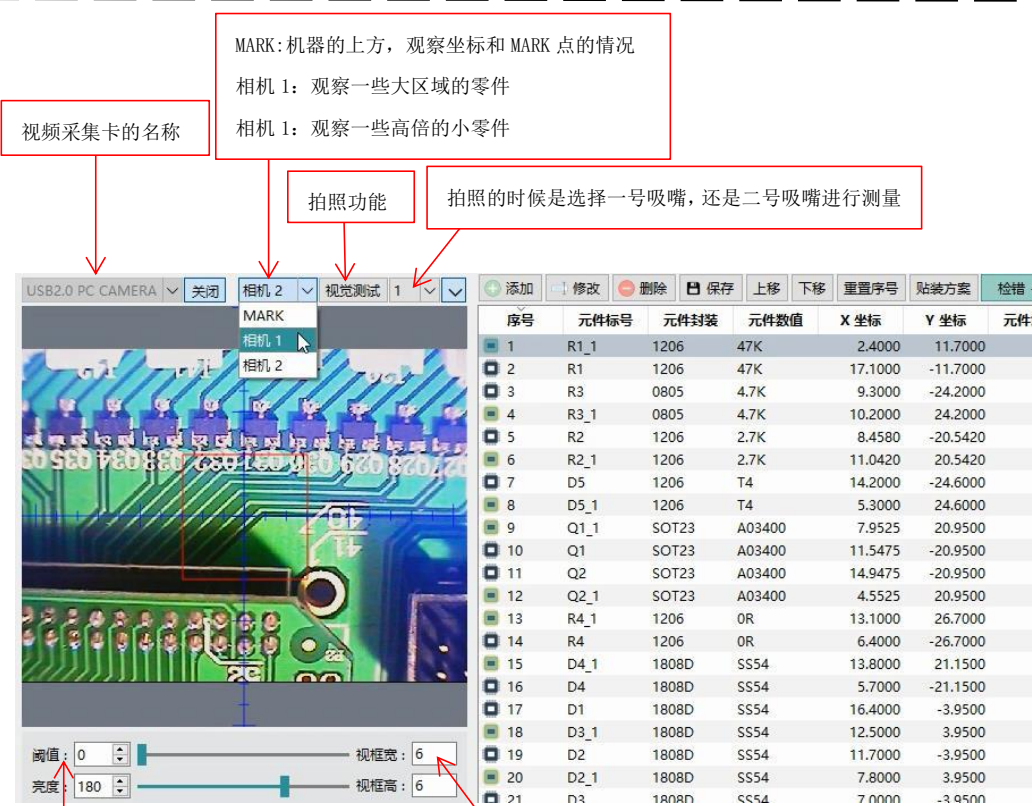 MARK:机器的上方，观察坐标和 MARK 点的情况
相机 1：观察一些大区域的零件
相机 1：观察一些高倍的小零件
视频采集卡的名称
拍照功能
拍照的时候是选择一号吸嘴，还是二号吸嘴进行测量
USB2.0 PC CAMERA 关闭 相机 2 视觉测试 1 添加 修改 删除 保存 上移 下移 重置序号 贴装方案 检错
MARK
相机 1
相机 2
序号 元件标号 元件封装 元件数值 X 坐标 Y 坐标
1 R1_1 1206 47K 2.4000 11.7000
2 R1 1206 47K 17.1000 -11.7000
3 R3 0805 4.7K 9.3000 -24.2000
4 R3_1 0805 4.7K 10.2000 24.2000
5 R2 1206 2.7K 8.4580 -20.5420
6 R2_1 1206 2.7K 11.0420 20.5420
7 D5 1206 T4 14.2000 -24.6000
8 D5_1 1206 T4 5.3000 24.6000
9 Q1_1 SOT23 A03400 7.9525 20.9500
10 Q1 SOT23 A03400 11.5475 -20.9500
11 Q2 SOT23 A03400 14.9475 -20.9500
12 Q2_1 SOT23 A03400 4.5525 20.9500
13 R4_1 1206 0R 13.1000 26.7000
14 R4 1206 0R 6.4000 -26.7000
15 D4_1 1808D SS54 13.8000 21.1500
16 D4 1808D SS54 5.7000 -21.1500
17 D1 1808D SS54 16.4000 -3.9500
18 D3_1 1808D SS54 12.5000 3.9500
19 D2 1808D SS54 11.7000 -3.9500
20 D2_1 1808D SS54 7.8000 3.9500
21 D3 1808D SS54 7.0000 -3.9500
阈值：0 视框宽：6
亮度：180 视框高：6